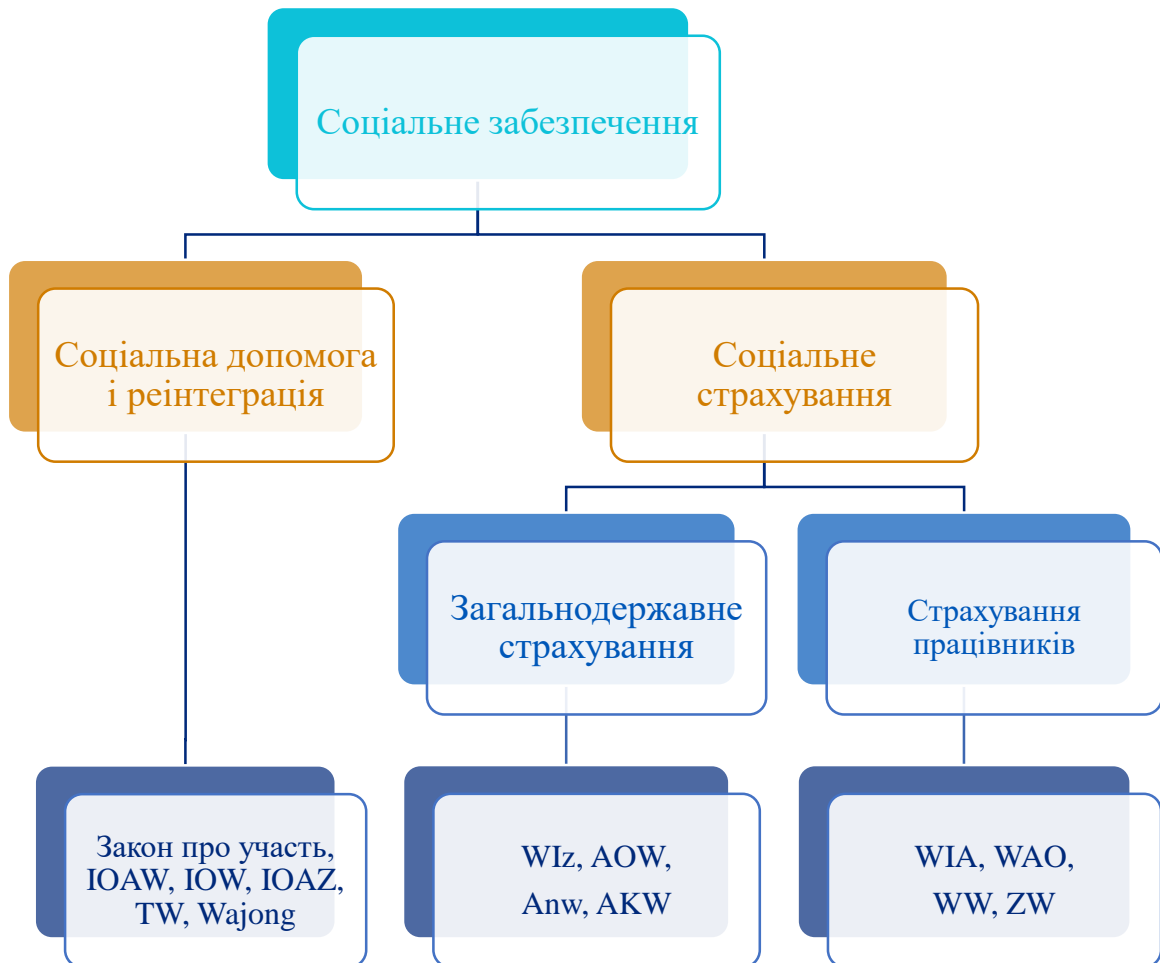 Соціальне забезпечення
Соціальна допомога
і реінтеграція
Соціальне
страхування
Загальнодержавне
страхування
Страхування
працівників
Закон про участь,
IOAW, IOW, IOAZ,
TW, Wajong
WIz, AOW,
Anw, AKW
WIA, WAO,
WW, ZW